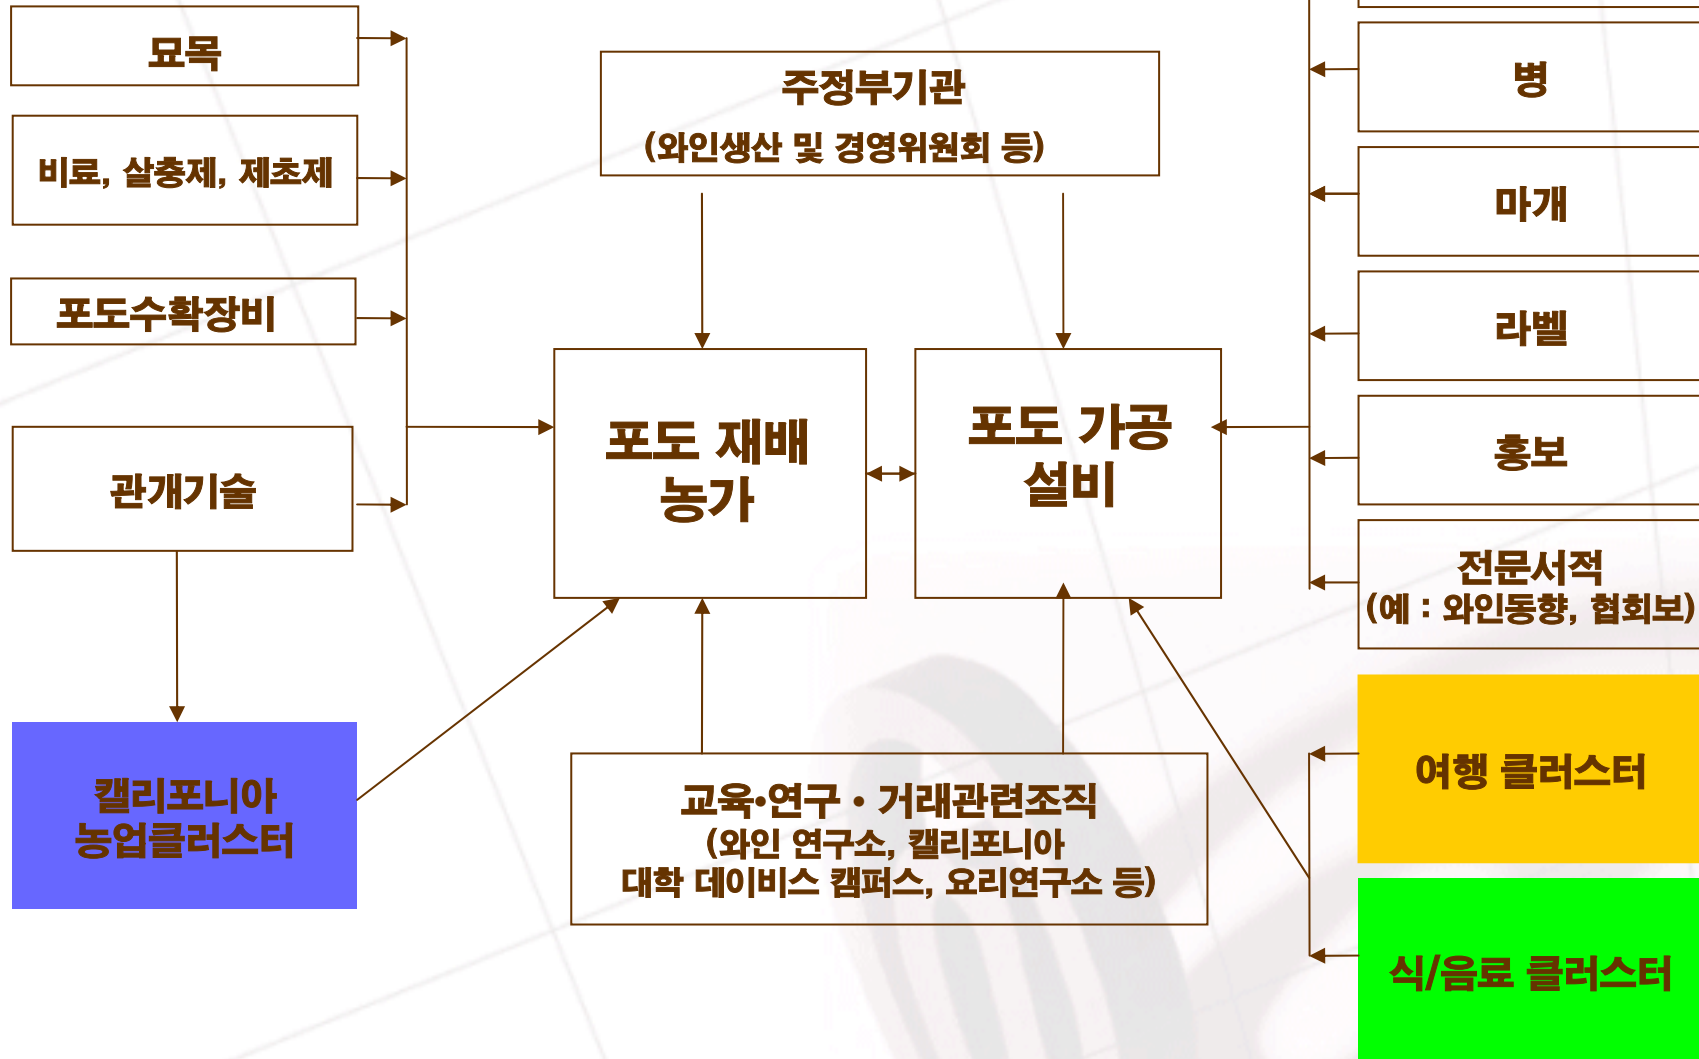 묘목
비료, 살충제, 제초제
포도수확장비
관개기술
캘리포니아
농업클러스터
주정부기관
(와인생산 및 경영위원회 등)
포도 재배
농가
포도 가공
설비
교육•연구 • 거래관련조직
(와인 연구소, 캘리포니아
대학 데이비스 캠퍼스, 요리연구소 등)
병
마개
라벨
홍보
전문서적
(예 : 와인동향, 협회보)
여행 클러스터
식/음료 클러스터